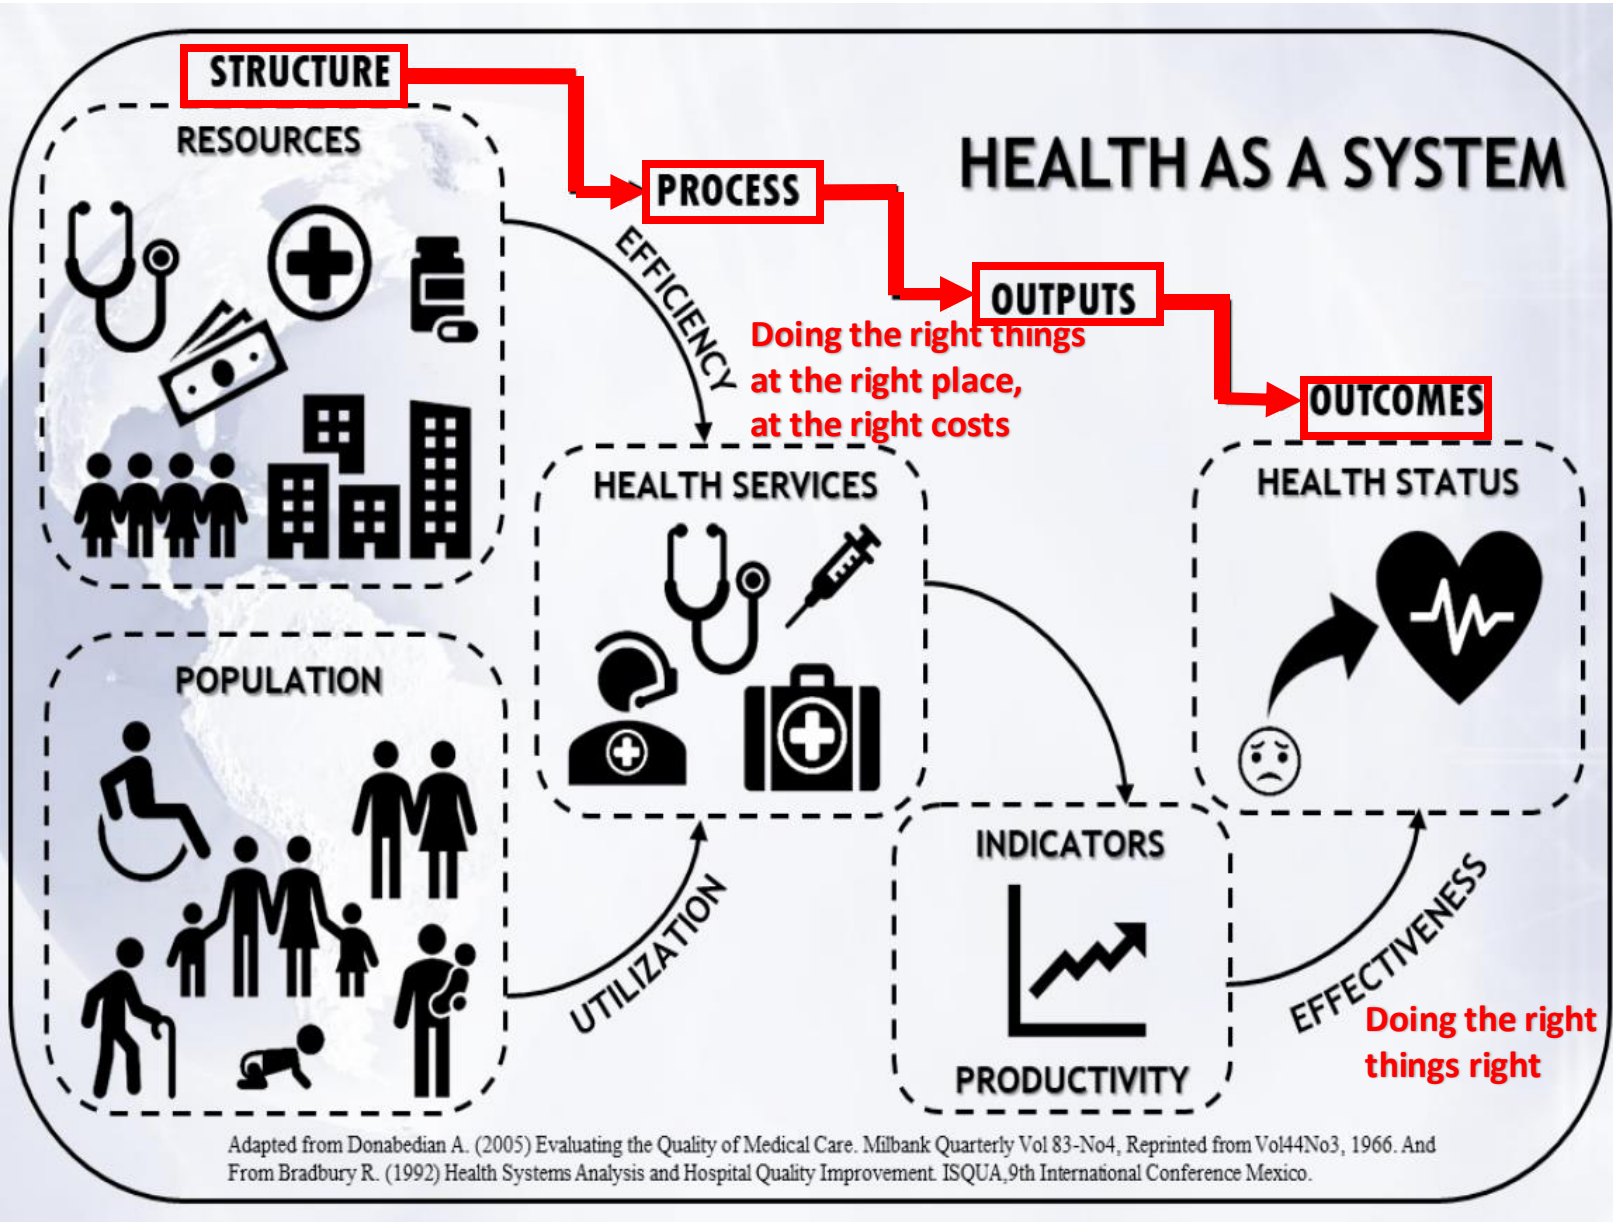 STRUCTURE
RESOURCES
HEALTH AS A SYSTEM
PROCESS
EFFICIENCY
OUTPUTS
Doing the right things
at the right place,
at the right costs
OUTCOMES
HEALTH SERVICES
HEALTH STATUS
POPULATION
UTILIZATION
INDICATORS
PRODUCTIVITY
EFFECTIVENESS
Doing the right
things right
Adapted from Donabedian A. (2005) Evaluating the Quality of Medical Care. Milbank Quarterly Vol 83-No4, Reprinted from Vol44No3, 1966. And
From Bradbury R. (1992) Health Systems Analysis and Hospital Quality Improvement. ISQUA,9th International Conference Mexico.